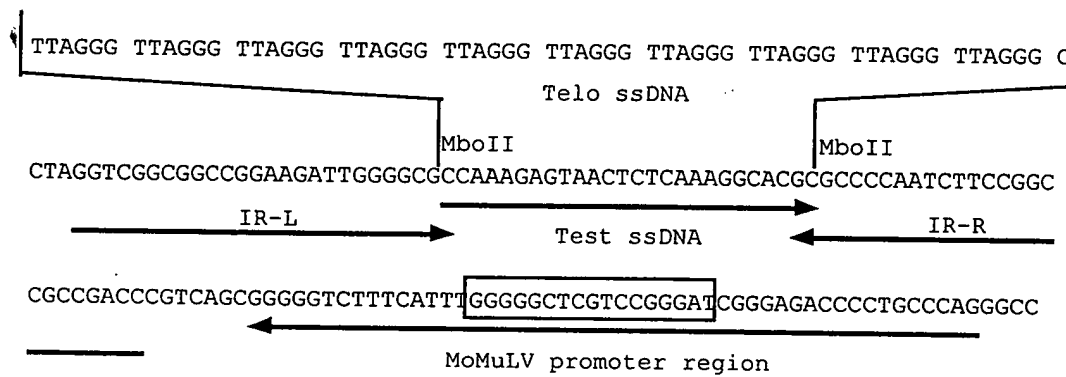 TTAGGG TTAGGG TTAGGG TTAGGG TTAGGG TTAGGG TTAGGG TTAGGG TTAGGG TTAGGG C
Telo ssDNA
MboII MboII
CTAGGTCGGCGGCCGGAAGATTGGGGCGCCAAAGAGTAACTCTCAAAGGCACGCGCCCCAATCTTCCGGC
IR-L Test ssDNA IR-R
CGCCGACCCGTCAGCGGGGGTCTTTCATTTGGGGGCTCGTCCGGGATCGGGAGACCCCTGCCCAGGGCC
MoMuLV promoter region